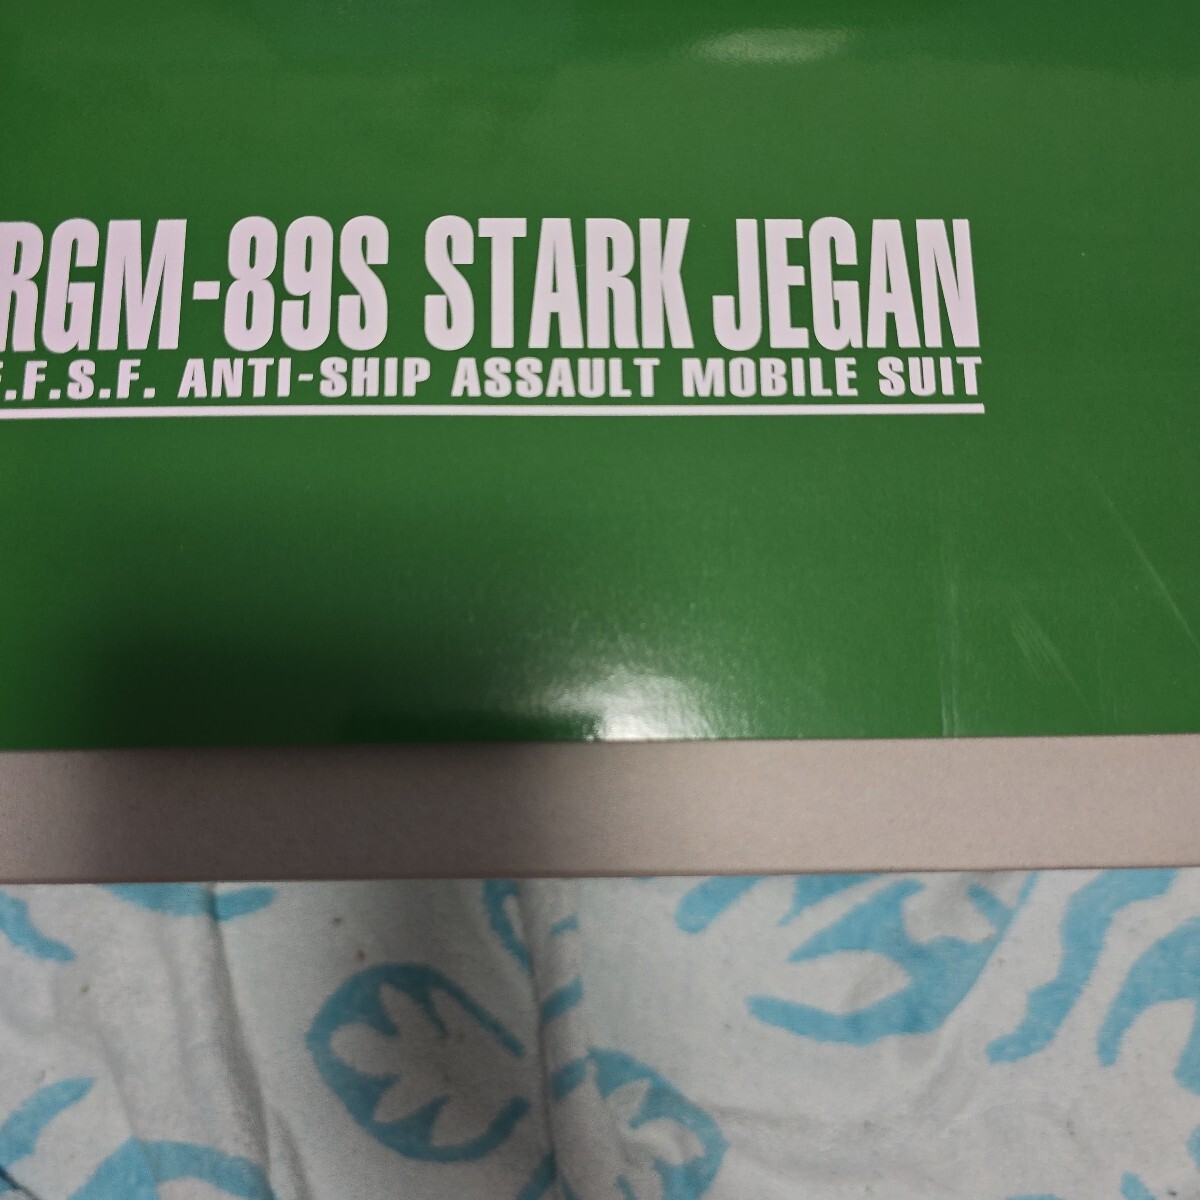 RGM-89S STARK JEGAN
.F.S.F. ANTI-SHIP ASSAULT MOBILE SUIT